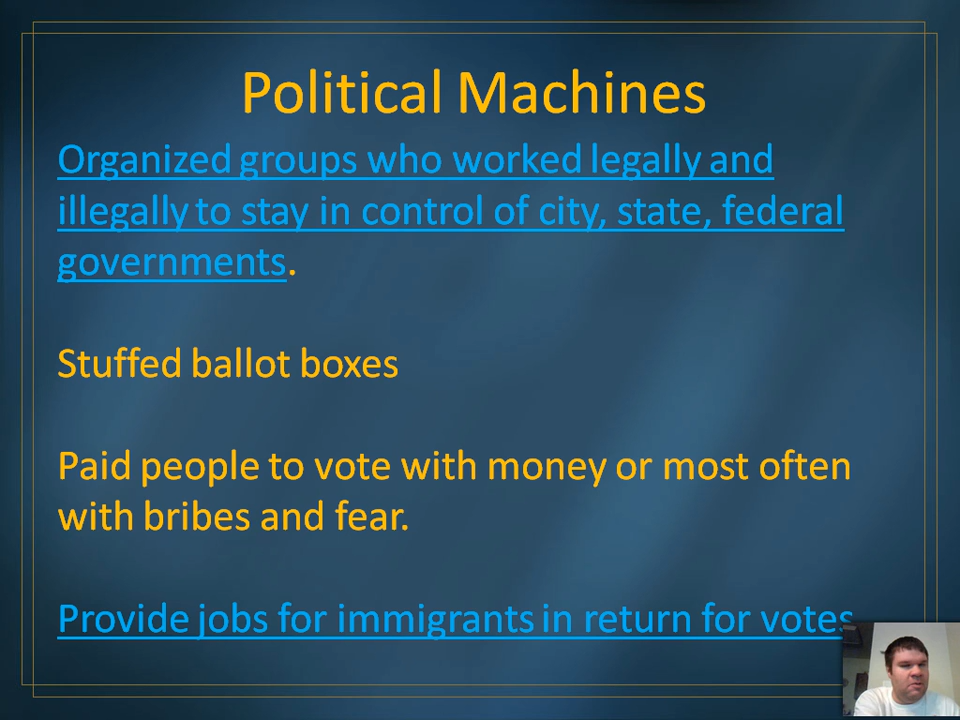 Political Machines
Organized groups who worked legally and
illegally to stay in control of city, state, federal
governments.
Stuffed ballot boxes
Paid people to vote with money or most often
with bribes and fear.
Provide jobs for immigrants in return for votes